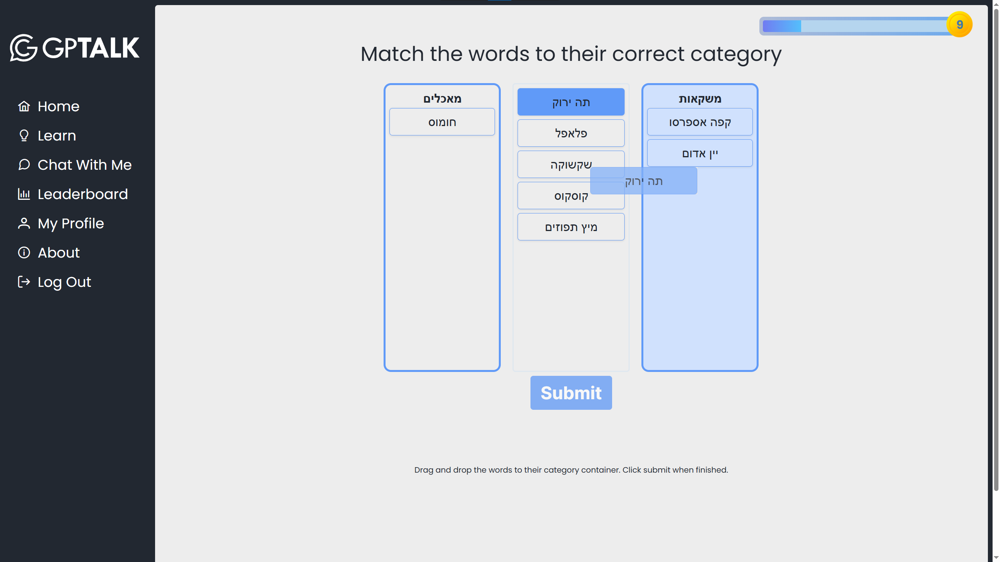 GPTALK
Home
Learn
Chat With Me
Leaderboard
My Profile
About
Log Out
9
Match the words to their correct category
מאכלים
חומוס
תה ירוק
פלאפל
שקשוקה
קוסקוס
מיץ תפוזים
תה ירוק
משקאות
קפה אספרסו
יין אדום
Submit
Drag and drop the words to their category container. Click submit when finished.